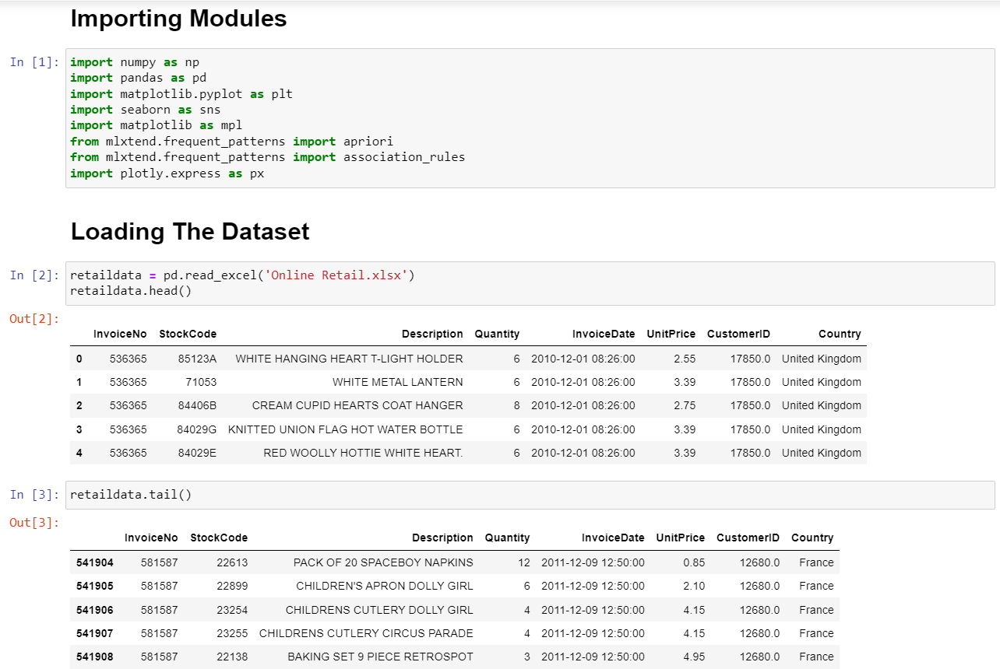 Importing Modules
In [1]:
import numpy as np
import pandas as pd
import matplotlib.pyplot as plt
import seaborn as sns
import matplotlib as mpl
from mlxtend.frequent_patterns import apriori
from mlxtend.frequent_patterns import association_rules
import plotly.express as px
Loading The Dataset
In [2]:
retaildata = pd.read_excel('Online Retail.xlsx')
retaildata.head()
Out[2]:
InvoiceNo StockCode Description Quantity InvoiceDate UnitPrice CustomerID Country
0 536365 85123A WHITE HANGING HEART T-LIGHT HOLDER 6 2010-12-01 08:26:00 2.55 17850.0 United Kingdom
1 536365 71053 WHITE METAL LANTERN 6 2010-12-01 08:26:00 3.39 17850.0 United Kingdom
2 536365 84406B CREAM CUPID HEARTS COAT HANGER 8 2010-12-01 08:26:00 2.75 17850.0 United Kingdom
3 536365 84029G KNITTED UNION FLAG HOT WATER BOTTLE 6 2010-12-01 08:26:00 3.39 17850.0 United Kingdom
4 536365 84029E RED WOOLLY HOTTIE WHITE HEART. 6 2010-12-01 08:26:00 3.39 17850.0 United Kingdom
In [3]:
retaildata.tail()
Out[3]:
InvoiceNo StockCode Description Quantity InvoiceDate UnitPrice CustomerID Country
541904 581587 22613 PACK OF 20 SPACEBOY NAPKINS 12 2011-12-09 12:50:00 0.85 12680.0 France
541905 581587 22899 CHILDREN'S APRON DOLLY GIRL 6 2011-12-09 12:50:00 2.10 12680.0 France
541906 581587 23254 CHILDRENS CUTLERY DOLLY GIRL 4 2011-12-09 12:50:00 4.15 12680.0 France
541907 581587 23255 CHILDRENS CUTLERY CIRCUS PARADE 4 2011-12-09 12:50:00 4.15 12680.0 France
541908 581587 22138 BAKING SET 9 PIECE RETROSPOT 3 2011-12-09 12:50:00 4.95 12680.0 France